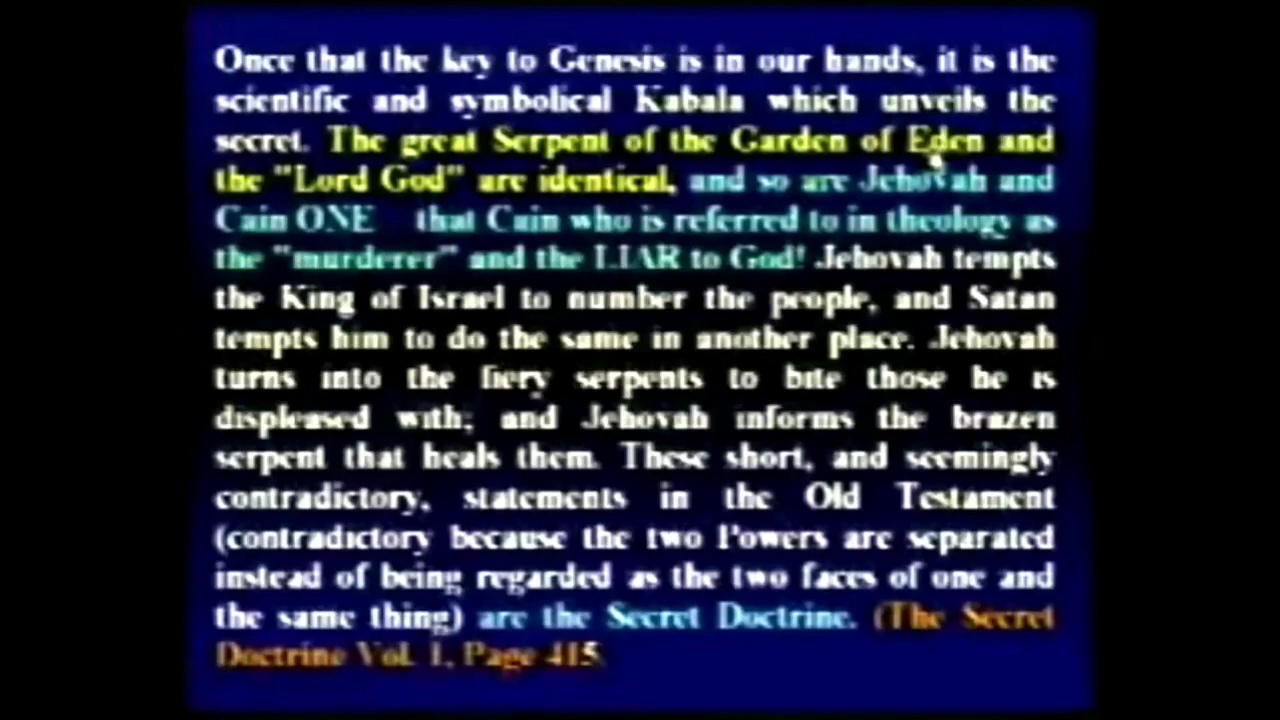 Once that the key to Genesis is in our hands, it is the
scientific and symbolical Kabala which unveils the
secret. The great Serpent of the Garden of Eden and
the "Lord God" are identical, and so are Jehovah and
Cain ONE that Cain who is referred to in theology as
the "murderer" and the LIAR to God! Jehovah tempts
the King of Israel to number the people, and Satan
tempts him to do the same in another place. Jehovah
turns into the fiery serpents to bite those he is
displeased with; and Jehovah informs the brazen
serpent that heals them. These short, and seemingly
contradictory, statements in the Old Testament
(contradictory because the two Powers are separated
instead of being regarded as the two faces of one and
the same thing) are the Secret Doctrine. (The Secret
Doctrine Vol. 1, Page 415.